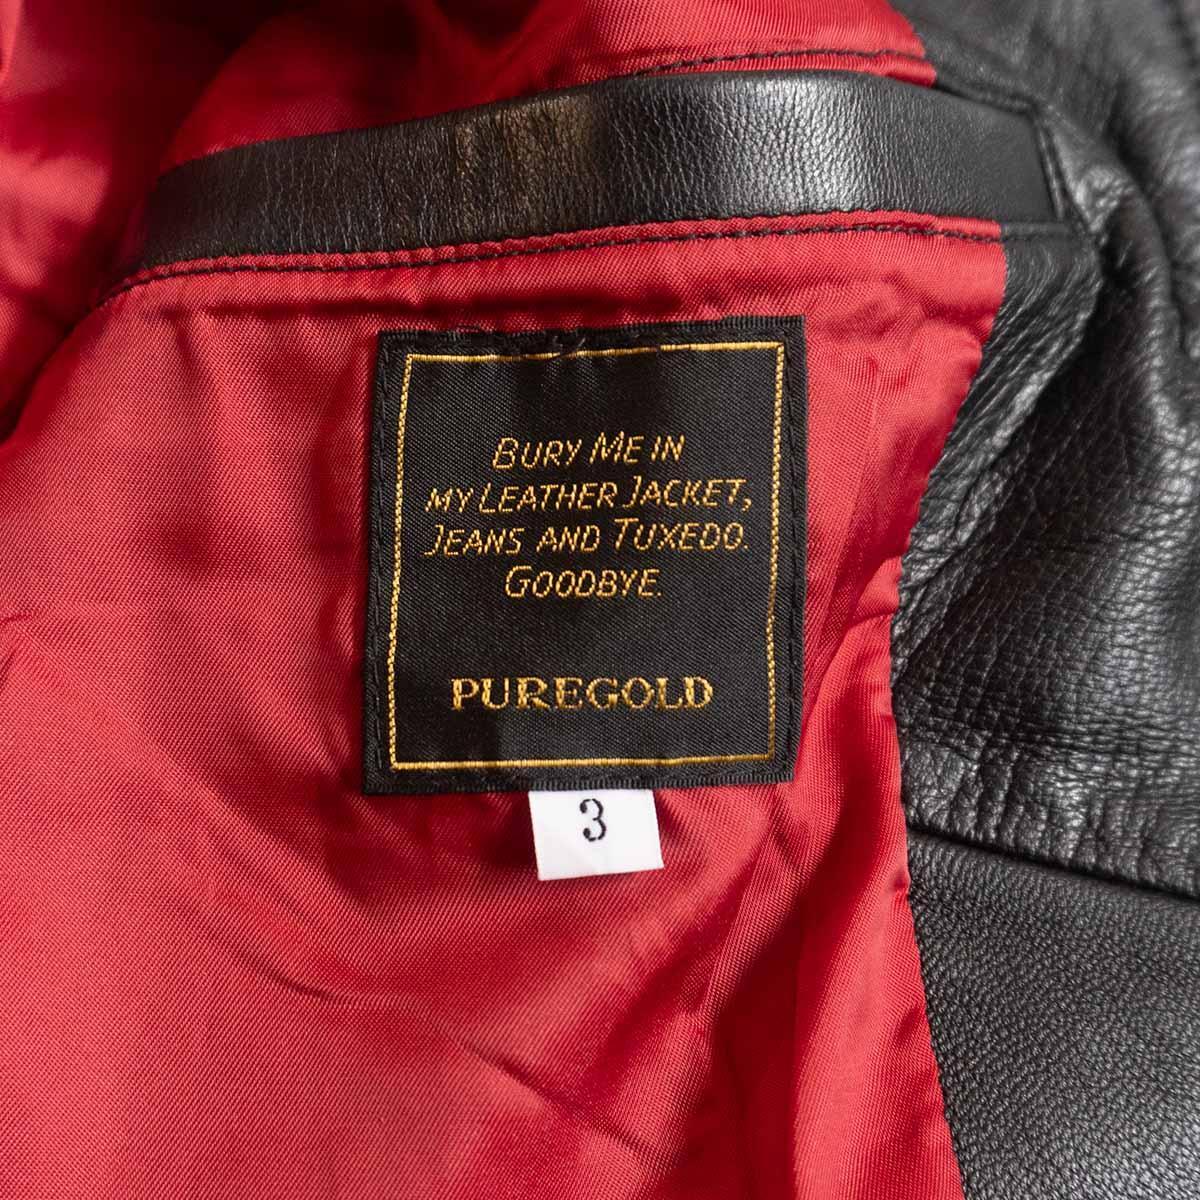 BURY ME IN
MY LEATHER JACKET,
JEANS AND TUXEDO.
GOODBYE.
PUREGOLD
3